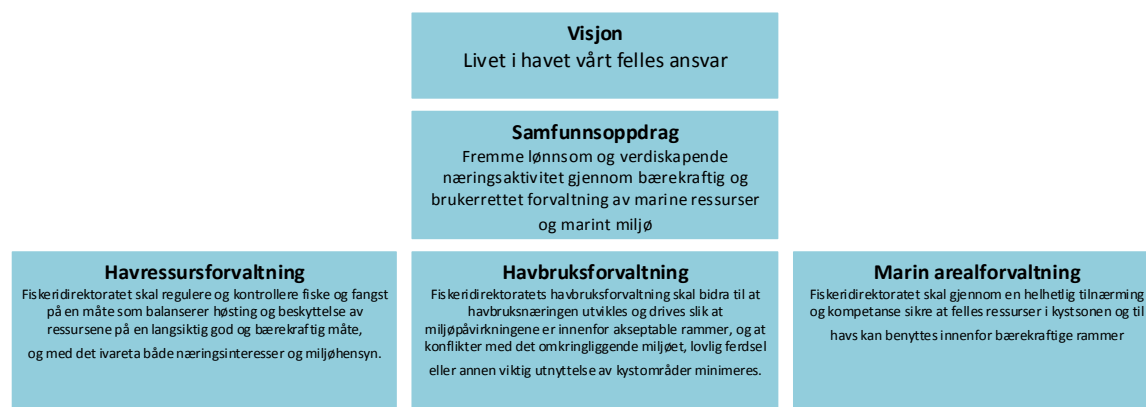 Visjon
Livet i havet vårt felles ansvar
Samfunnsoppdrag
Fremme lønnsom og verdiskapende
næringsaktivitet gjennom bærekraftig og
brukerrettet forvaltning av marine ressurser
og marint miljø
Havressursforvaltning
Fiskeridirektoratet skal regulere og kontrollere fiske og fangst
på en måte som balanserer høsting og beskyttelse av
ressursene på en langsiktig god og bærekraftig måte,
og med det ivareta både næringsinteresser og miljøhensyn.
Havbruksforvaltning
Fiskeridirektoratets havbruksforvaltning skal bidra til at
havbruksnæringen utvikles og drives slik at
miljøpåvirkningene er innenfor akseptable rammer, og at
konflikter med det omkringliggende miljøet, lovlig ferdsel
eller annen viktig utnyttelse av kystområder minimeres.
Marin arealforvaltning
Fiskeridirektoratet skal gjennom en helhetlig tilnærming
og kompetanse sikre at felles ressurser i kystsonen og til
havs kan benyttes innenfor bærekraftige rammer